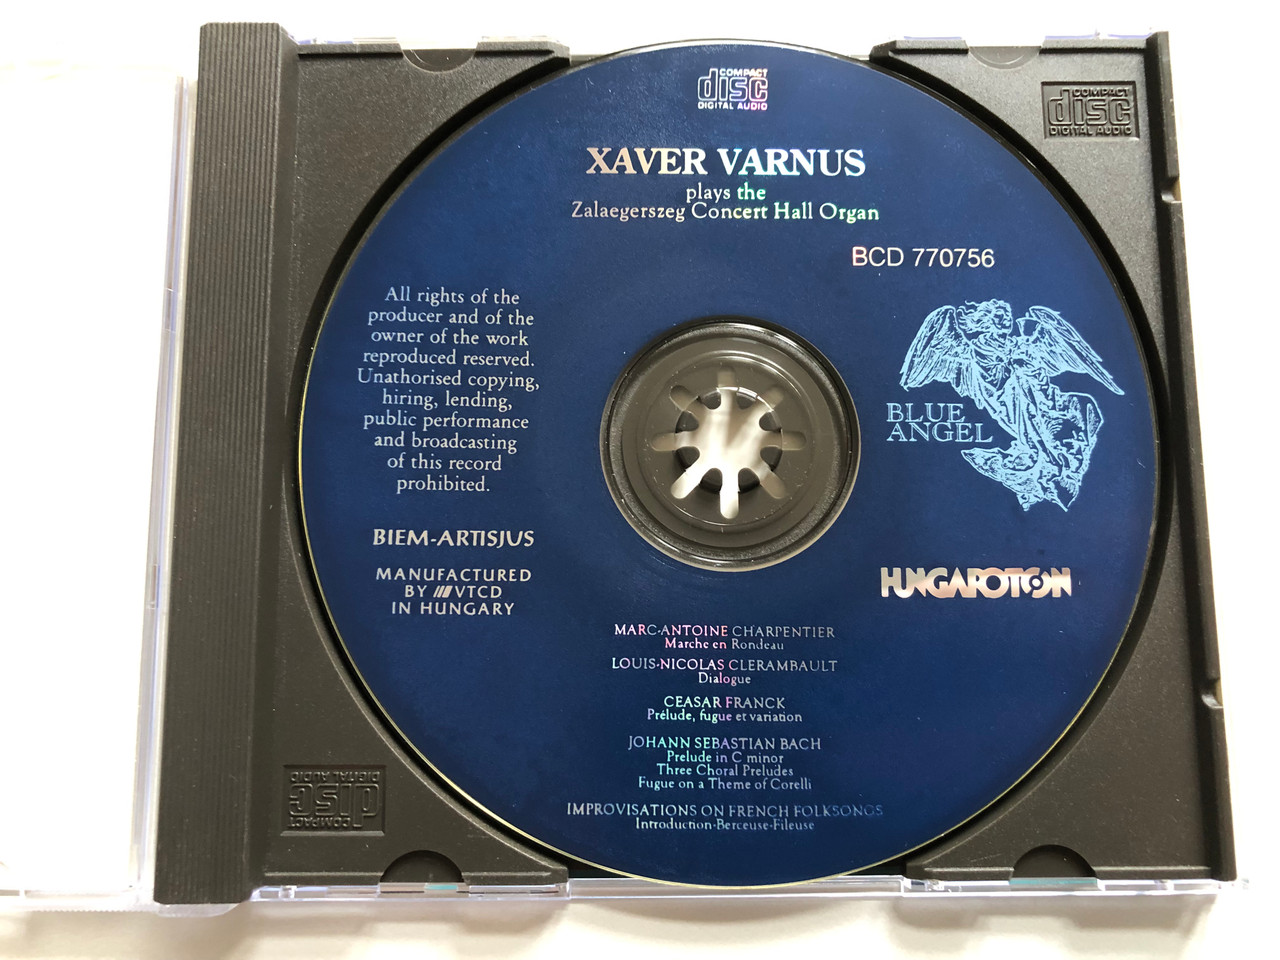 COMPACT
disc
DIGITAL AUDIO
COMPACT
disc
DIGITAL AUDIO
XAVER VARNUS
plays the
Zalaegerszeg Concert Hall Organ
BCD 770756
All rights of the
producer and of the
owner of the work
reproduced reserved.
Unathorised copying,
hiring, lending,
public performance
and broadcasting
of this record
prohibited.
BLUE
ANGEL
BIEM-ARTISJUS
MANUFACTURED
BY VTCD
IN HUNGARY
HUNGAROTON
MARC-ANTOINE CHARPENTIER
Marche en Rondeau
LOUIS-NICOLAS CLERAMBAULT
Dialogue
CEASAR FRANCK
Prélude, fugue et variation
JOHANN SEBASTIAN BACH
Prelude in C minor
Three Choral Preludes
Fugue on a Theme of Corelli
IMPROVISATIONS ON FRENCH FOLKSONGS
Introduction-Berceuse-Fileuse
COMPACT
disc
DIGITAL AUDIO